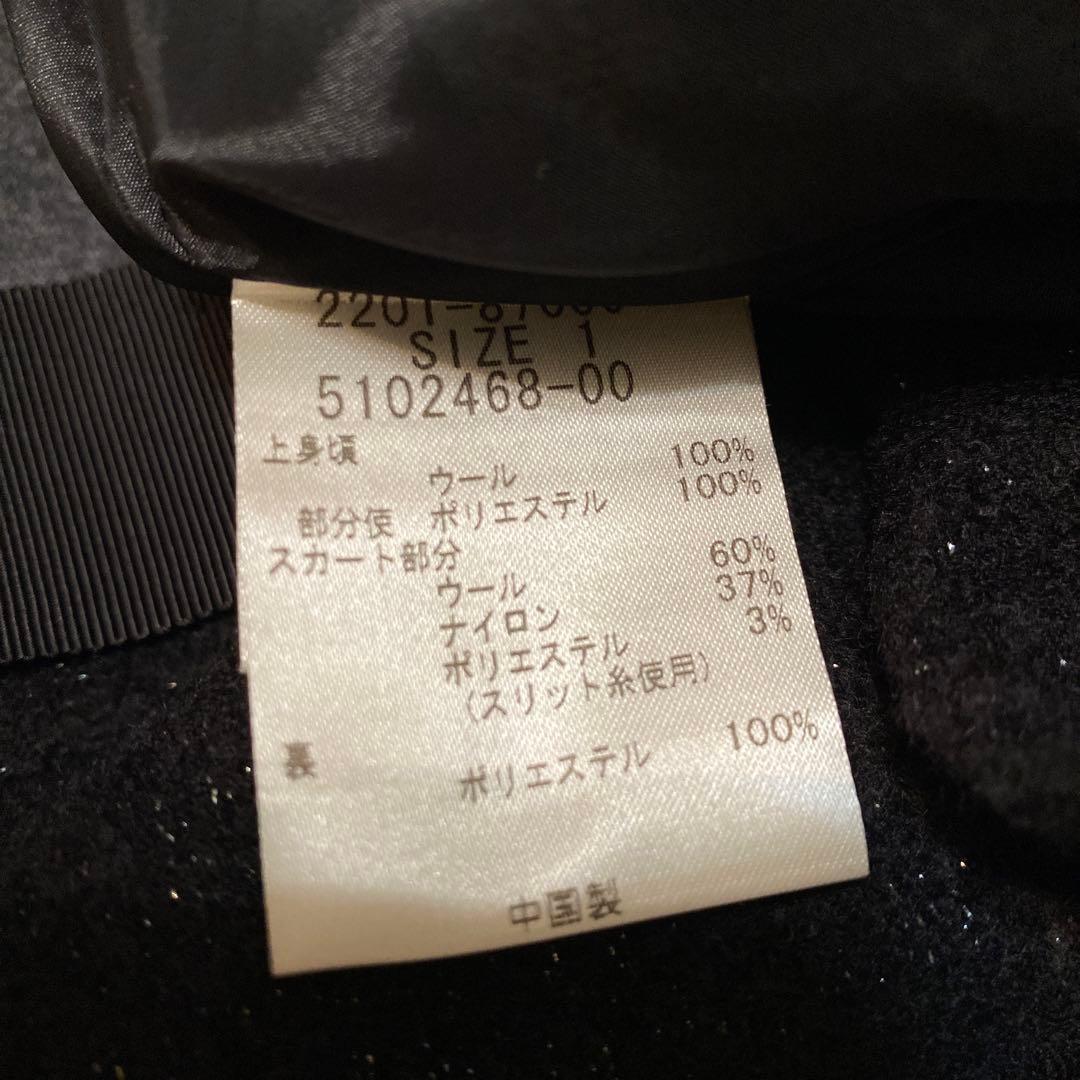 SIZE 1
5102468-00
上身頃
ウール 100%
部分使 ポリエステル 100%
スカート部分
ウール 60%
ナイロン 37%
ポリエステル 3%
(スリット糸使用)
裏
ポリエステル 100%
中国製